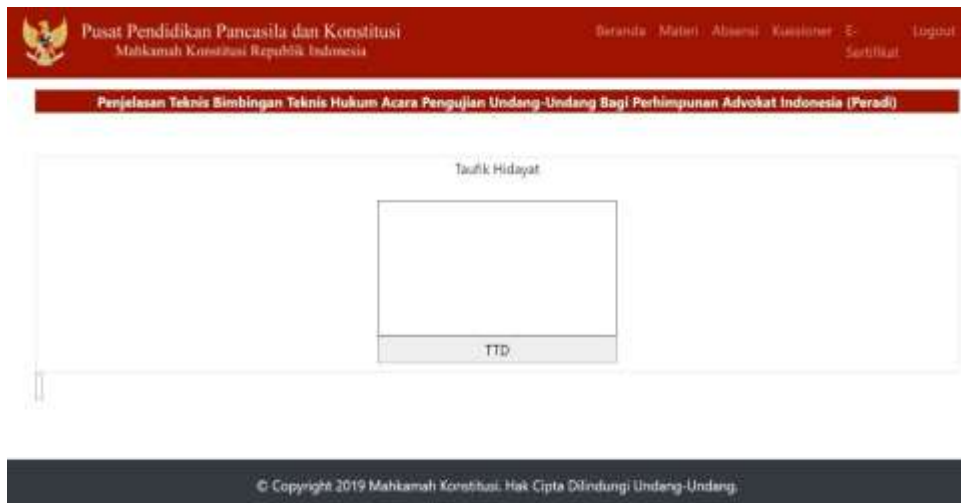 Pusat Pendidikan Pancasila dan Konstitusi
Mahkamah Konstitusi Republik Indonesia
Beranda Materi Absensi Kuesioner E-Sertifikat Logout
Penjelasan Teknis Bimbingan Teknis Hukum Acara Pengujian Undang-Undang Bagi Perhimpunan Advokat Indonesia (Peradi)
Taufik Hidayat
TTD
© Copyright 2019 Mahkamah Konstitusi. Hak Cipta Dilindungi Undang-Undang.